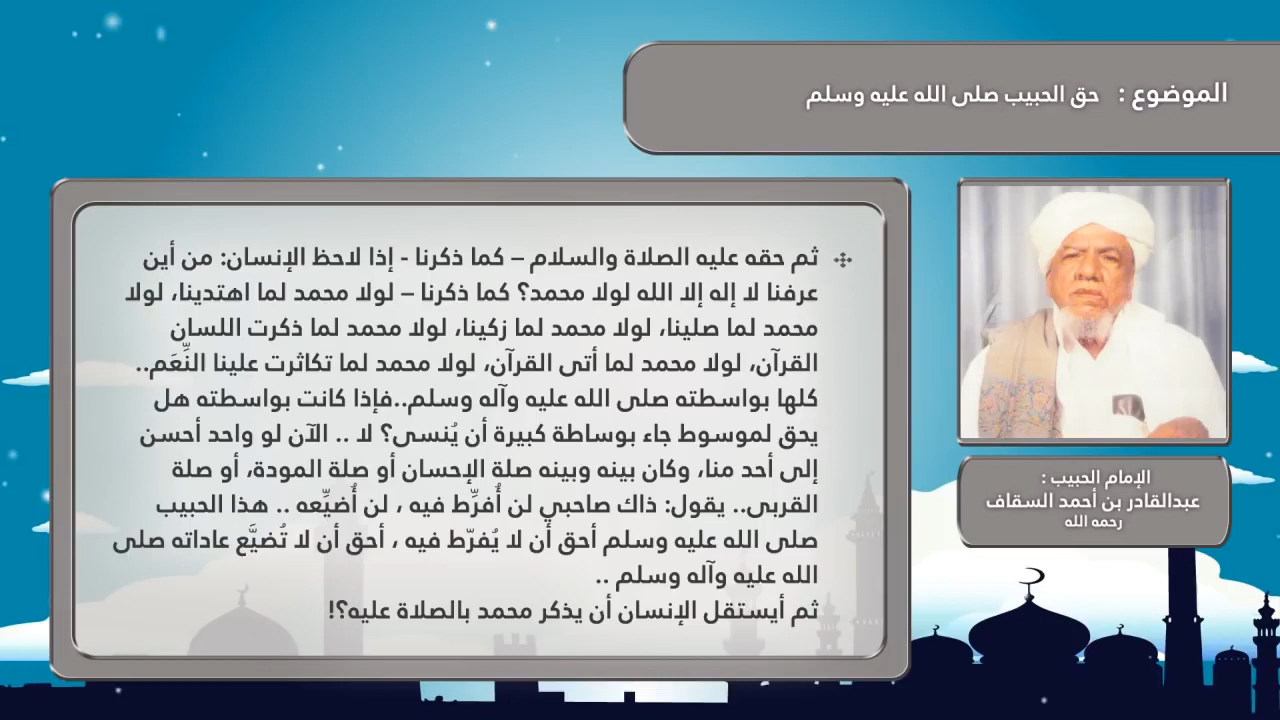 الموضوع : حق الحبيب صلى الله عليه وسلم
ثم حقه عليه الصلاة والسلام – كما ذكرنا - إذا لاحظ الإنسان: من أين
عرفنا لا إله إلا الله لولا محمد؟ كما ذكرنا – لولا محمد لما اهتدينا، لولا
محمد لما صلينا، لولا محمد لما زكينا، لولا محمد لما ذكرت اللسان
القرآن، لولا محمد لما أتى القرآن، لولا محمد لما تكاثرت علينا النِّعَم..
كلها بواسطته صلى الله عليه وآله وسلم..فإذا كانت بواسطته هل
يحق لموسوط جاء بوساطة كبيرة أن يُنسى؟ لا .. الآن لو واحد أحسن
إلى أحد منا، وكان بينه وبينه صلة الإحسان أو صلة المودة، أو صلة
القربى.. يقول: ذاك صاحبي لن أُفرِّط فيه ، لن أُضيِّعه .. هذا الحبيب
صلى الله عليه وسلم أحق أن لا يُفرّط فيه ، أحق أن لا تُضيَّع عاداته صلى
الله عليه وآله وسلم ..
ثم أيستقل الإنسان أن يذكر محمد بالصلاة عليه؟!
الإمام الحبيب :
عبدالقادر بن أحمد السقاف
رحمه الله